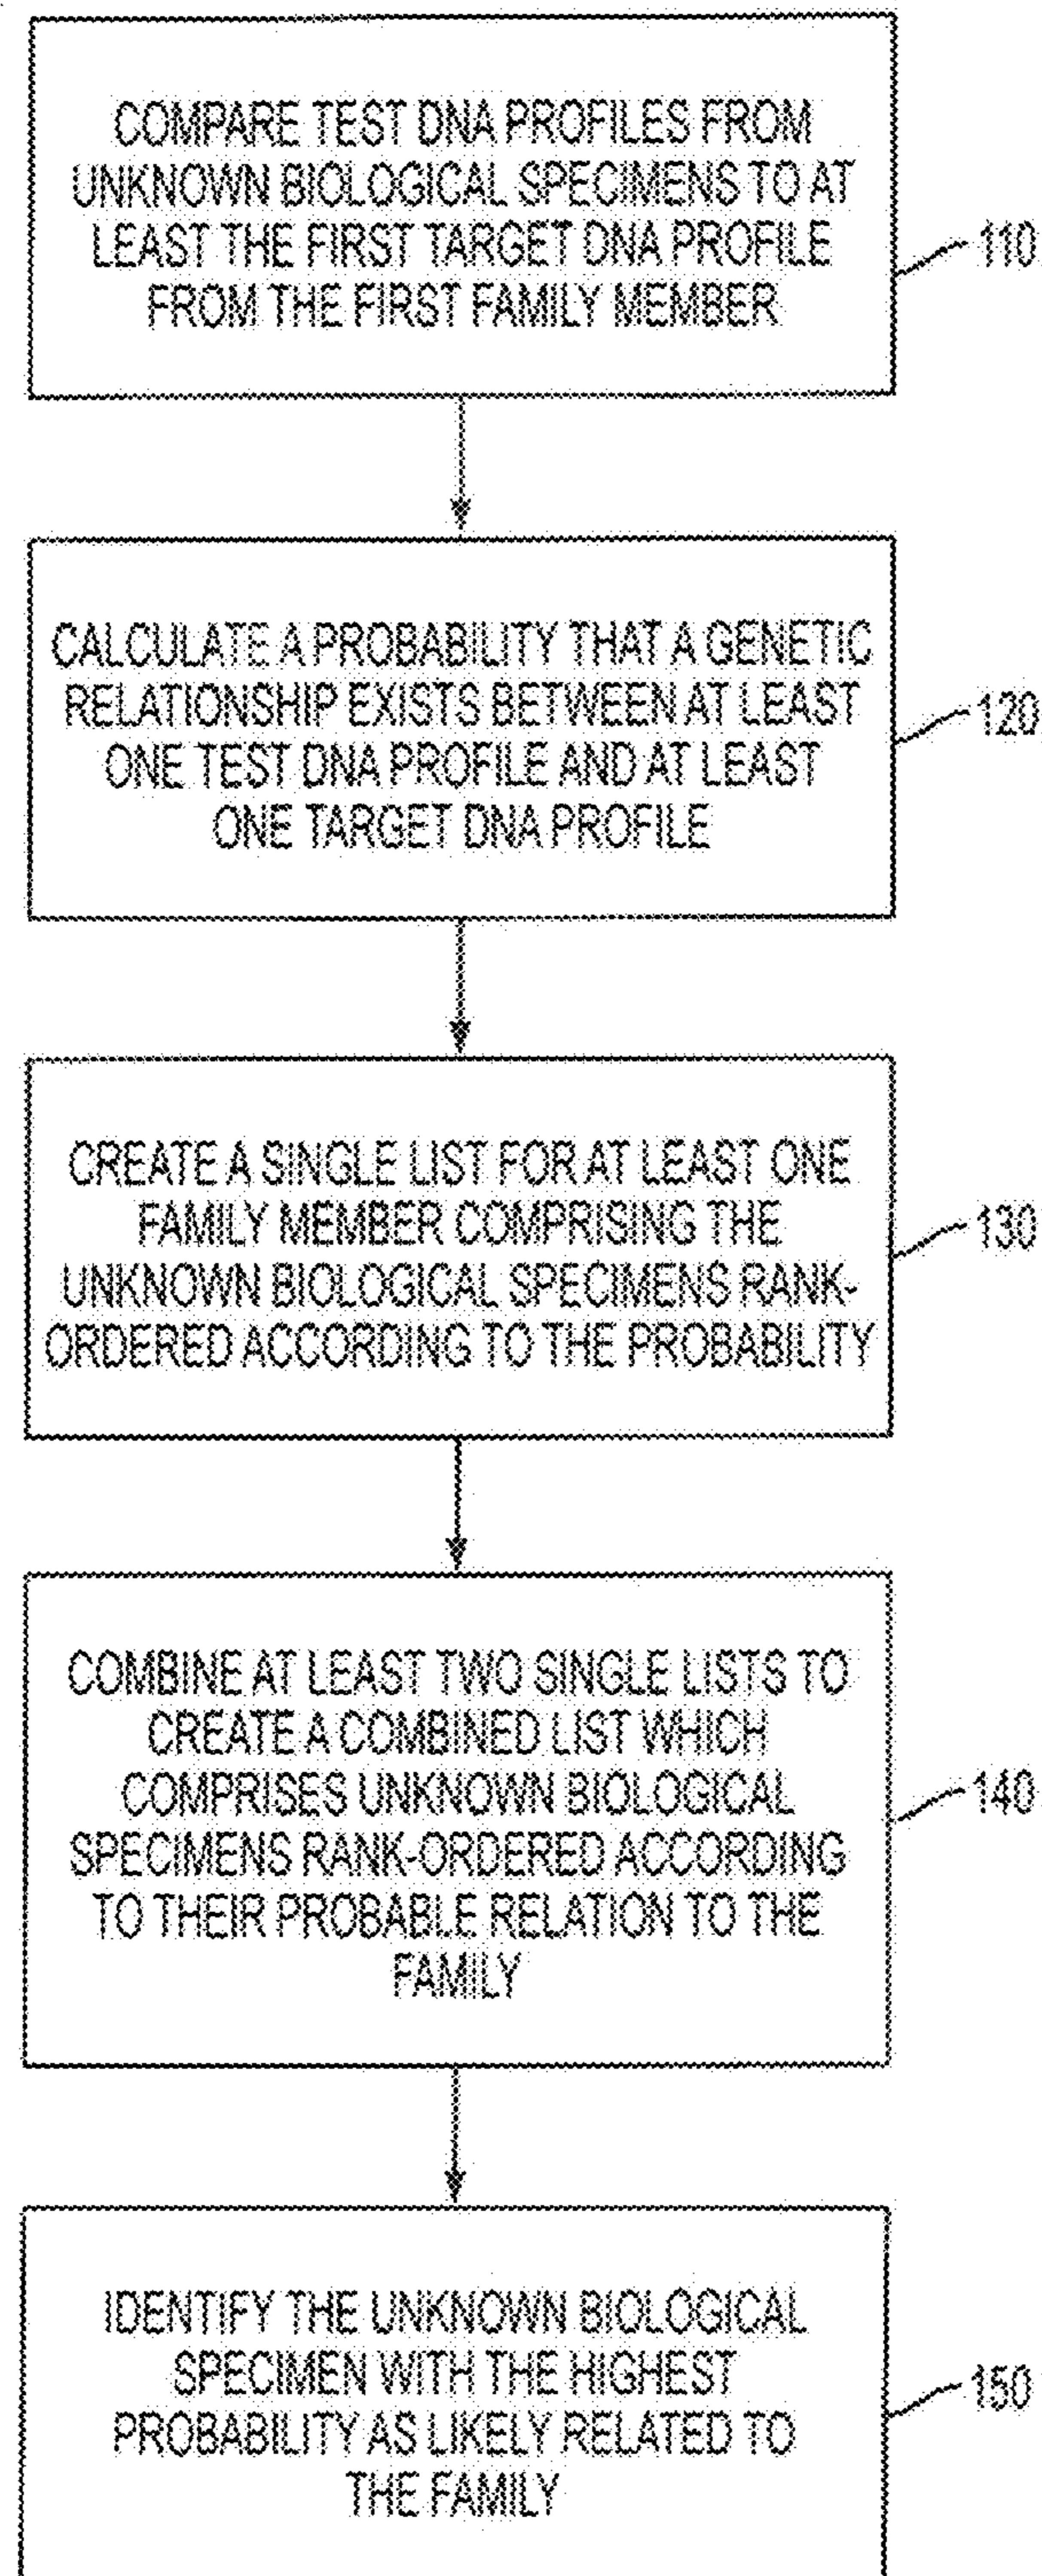 COMPARE TEST DNA PROFILES FROM
UNKNOWN BIOLOGICAL SPECIMENS TO AT
LEAST THE FIRST TARGET DNA PROFILE
FROM THE FIRST FAMILY MEMBER
110
CALCULATE A PROBABILITY THAT A GENETIC
RELATIONSHIP EXISTS BETWEEN AT LEAST
ONE TEST DNA PROFILE AND AT LEAST
ONE TARGET DNA PROFILE
120
CREATE A SINGLE LIST FOR AT LEAST ONE
FAMILY MEMBER COMPRISING THE
UNKNOWN BIOLOGICAL SPECIMENS RANK-
ORDERED ACCORDING TO THE PROBABILITY
130
COMBINE AT LEAST TWO SINGLE LISTS TO
CREATE A COMBINED LIST WHICH
COMPRISES UNKNOWN BIOLOGICAL
SPECIMENS RANK-ORDERED ACCORDING
TO THEIR PROBABLE RELATION TO THE
FAMILY
140
IDENTIFY THE UNKNOWN BIOLOGICAL
SPECIMEN WITH THE HIGHEST
PROBABILITY AS LIKELY RELATED TO
THE FAMILY
150